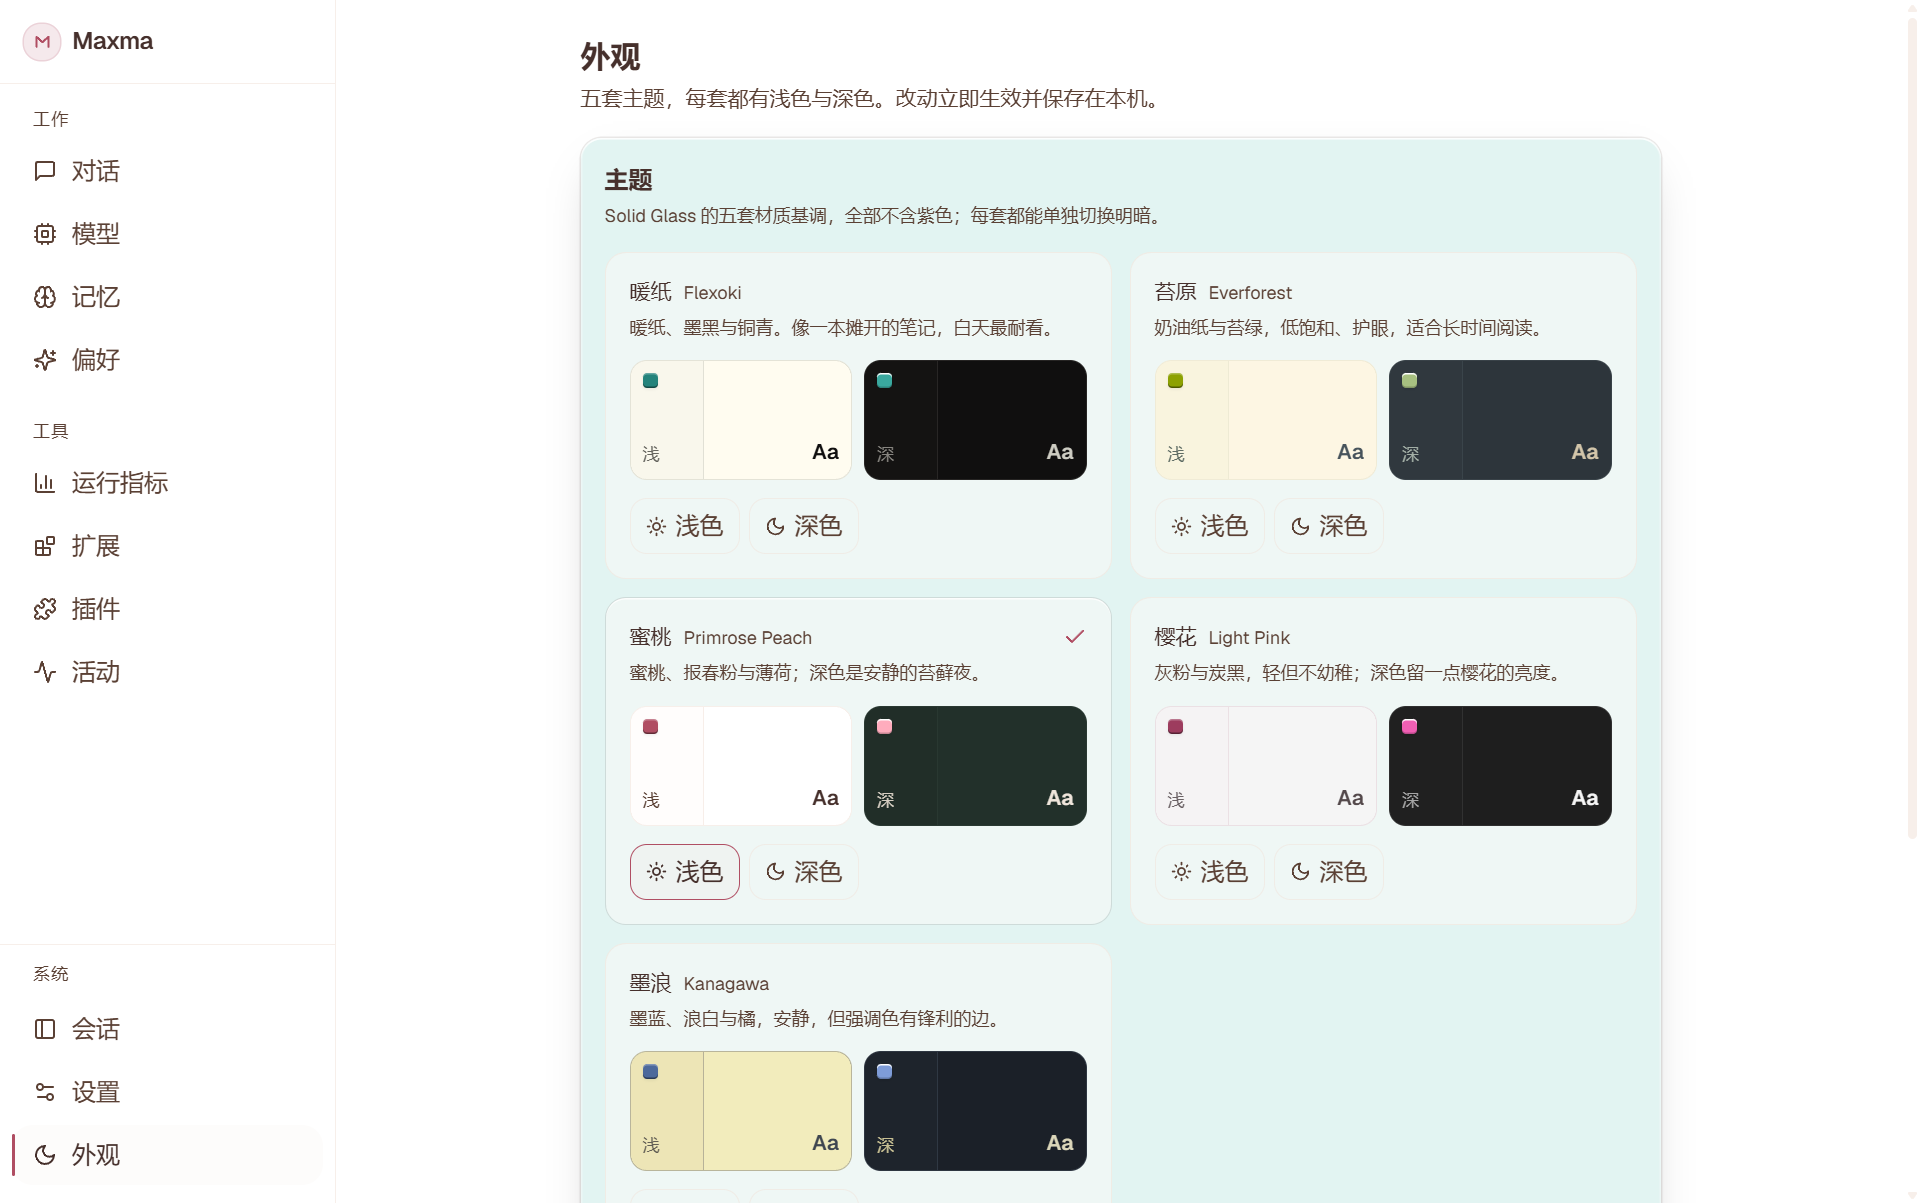 Maxma
工作
对话
模型
记忆
偏好
工具
运行指标
扩展
插件
活动
系统
会话
设置
外观
外观
五套主题，每套都有浅色与深色。改动立即生效并保存在本机。
主题
Solid Glass 的五套材质基调，全部不含紫色；每套都能单独切换明暗。
暖纸 Flexoki
暖纸、墨黑与铜青。像一本摊开的笔记，白天最耐看。
浅 Aa
深 Aa
浅色 深色
苔原 Everforest
奶油纸与苔绿，低饱和、护眼，适合长时间阅读。
浅 Aa
深 Aa
浅色 深色
蜜桃 Primrose Peach
蜜桃、报春粉与薄荷；深色是安静的苔藓夜。
浅 Aa
深 Aa
浅色 深色
樱花 Light Pink
灰粉与炭黑，轻但不幼稚；深色留一点樱花的亮度。
浅 Aa
深 Aa
浅色 深色
墨浪 Kanagawa
墨蓝、浪白与橘，安静，但强调色有锋利的边。
浅 Aa
深 Aa